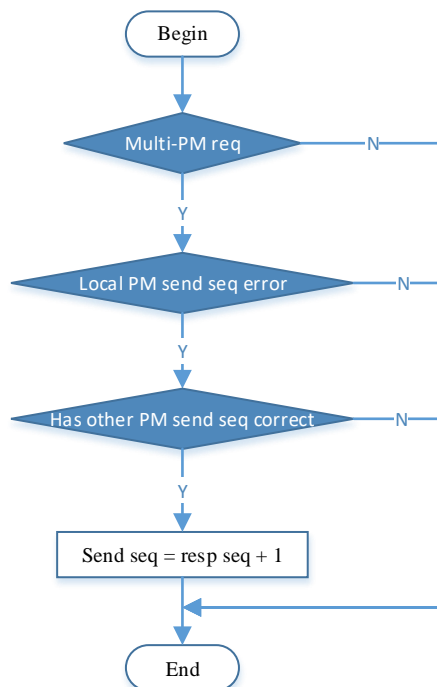 Begin
Multi-PM req
N
Y
Local PM send seq error
N
Y
Has other PM send seq correct
N
Y
Send seq = resp seq + 1
End